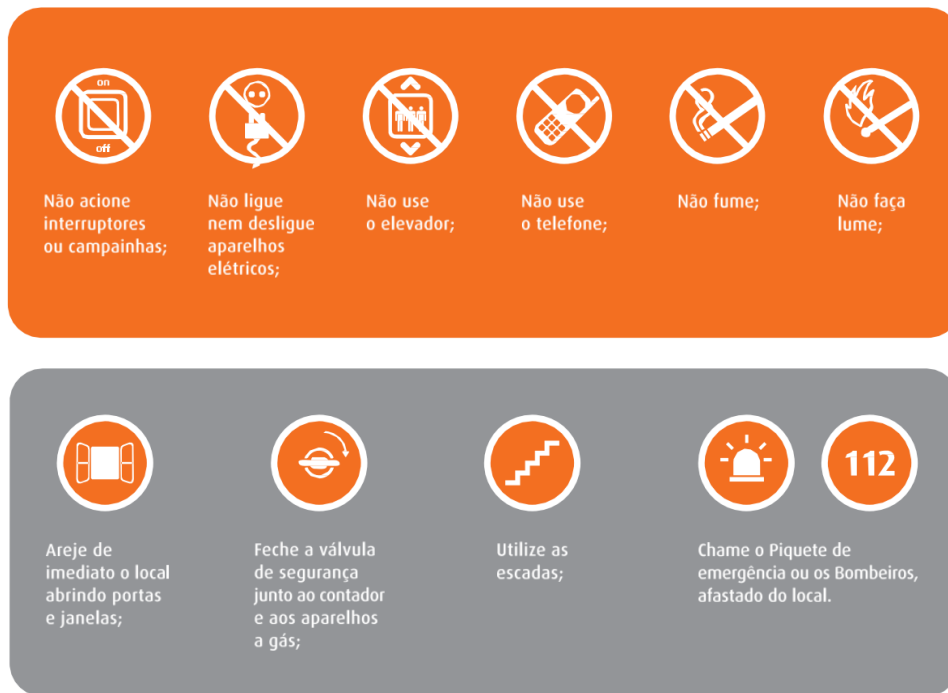 on
off
Não acione
interruptores
ou campainhas;
Não ligue
nem desligue
aparelhos
elétricos;
Não use
o elevador;
Não use
o telefone;
Não fume;
Não faça
lume;
Areje de
imediato o local
abrindo portas
e janelas;
Feche a válvula
de segurança
junto ao contador
e aos aparelhos
a gás;
Utilize as
escadas;
112
Chame o Piquete de
emergência ou os Bombeiros,
afastado do local.